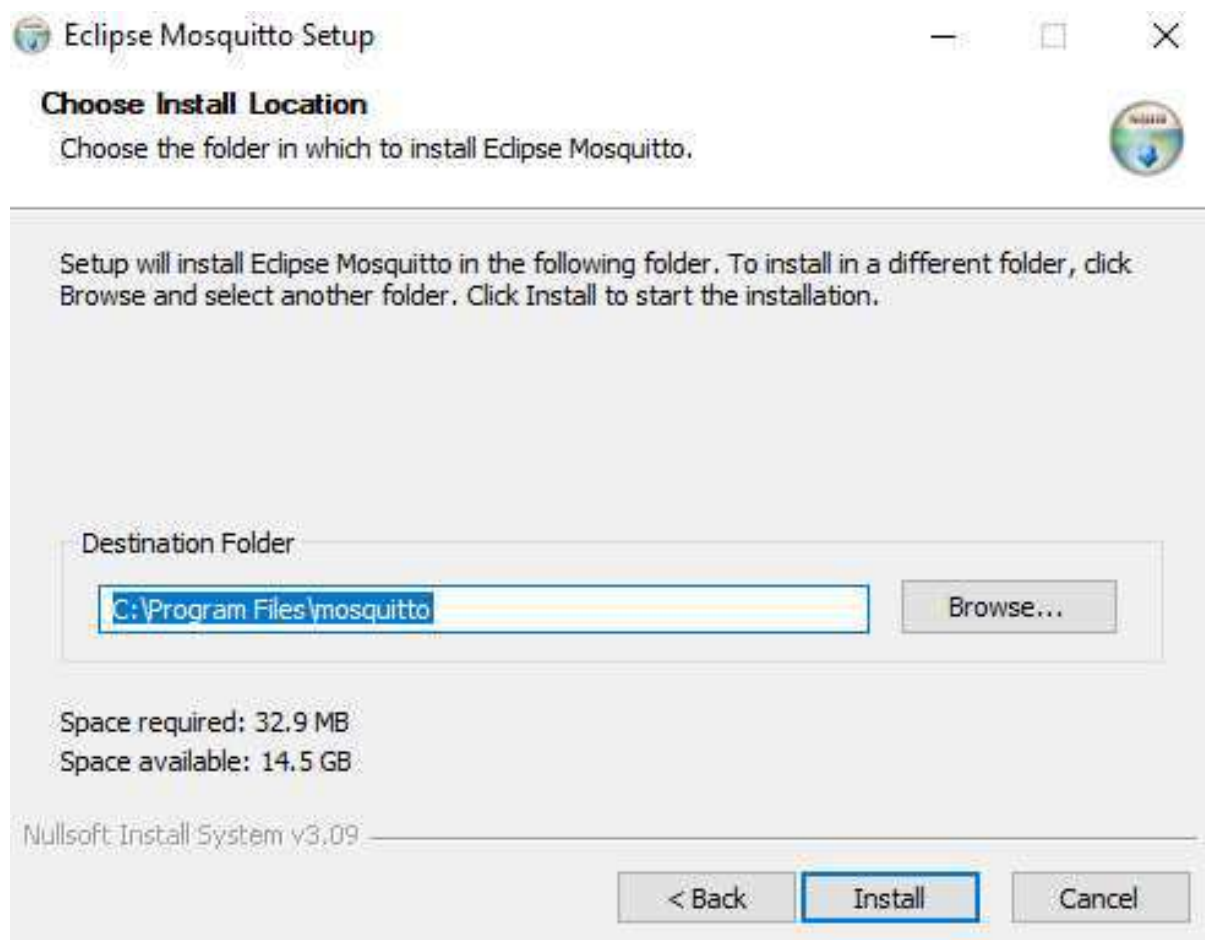 Eclipse Mosquitto Setup
Choose Install Location
Choose the folder in which to install Eclipse Mosquitto.
Setup will install Eclipse Mosquitto in the following folder. To install in a different folder, click
Browse and select another folder. Click Install to start the installation.
Destination Folder
C:\Program Files\mosquitto
Browse...
Space required: 32.9 MB
Space available: 14.5 GB
Nullsoft Install System v3.09
< Back
Install
Cancel